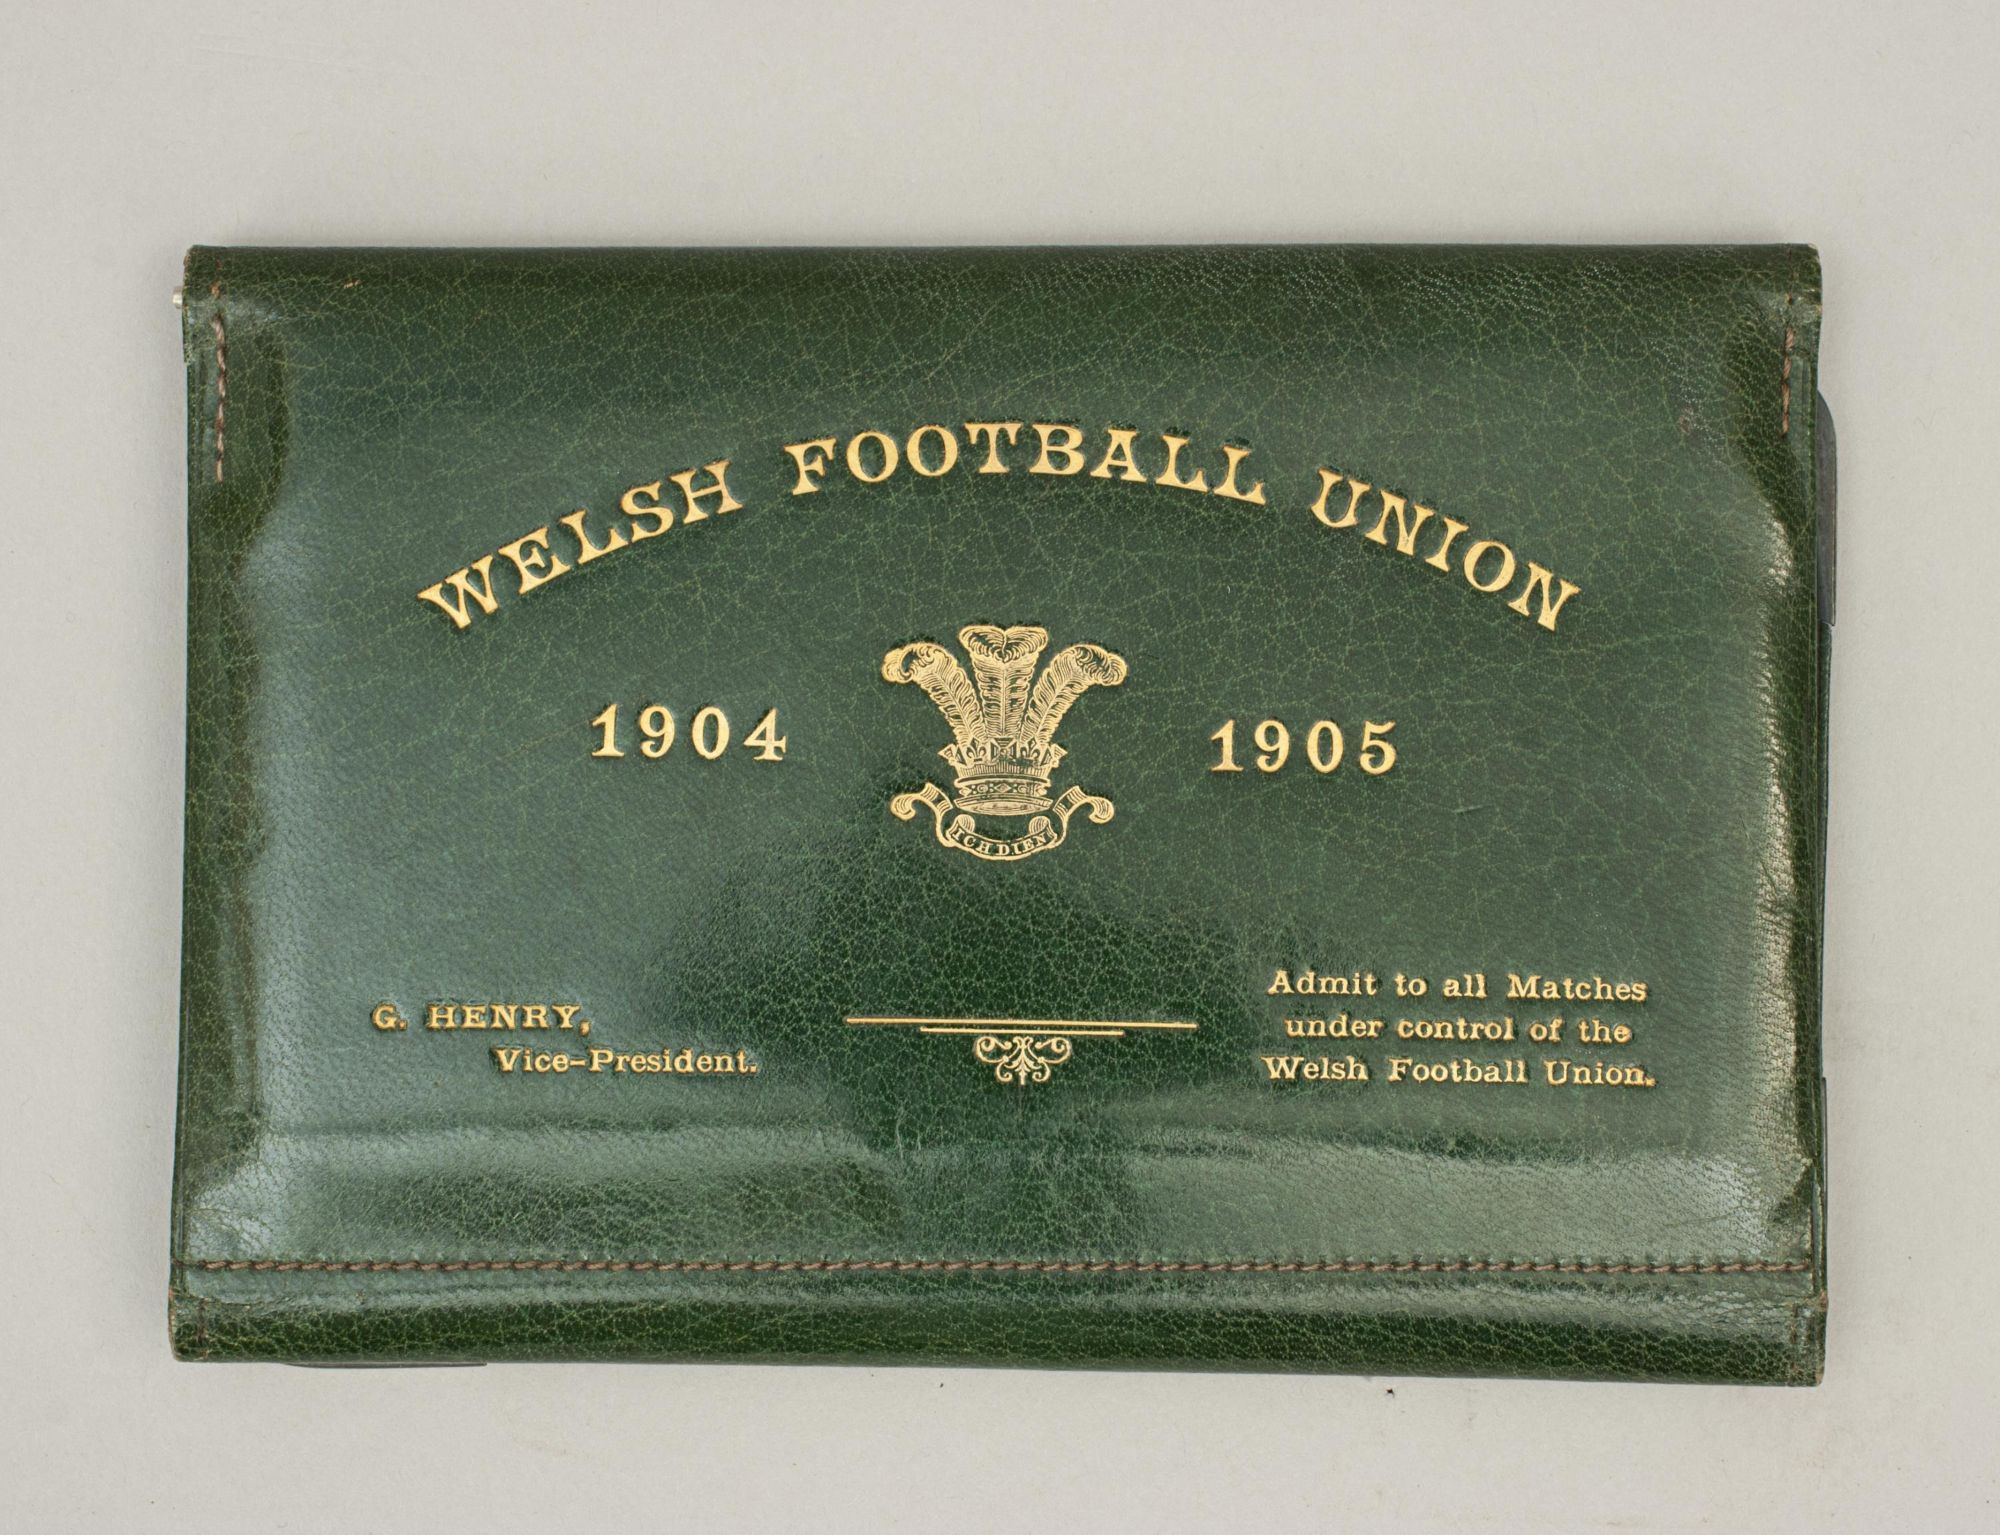 WELSH FOOTBALL UNION
1904 1905
ICH DIEN
G. HENRY,
Vice-President.
Admit to all Matches
under control of the
Welsh Football Union.